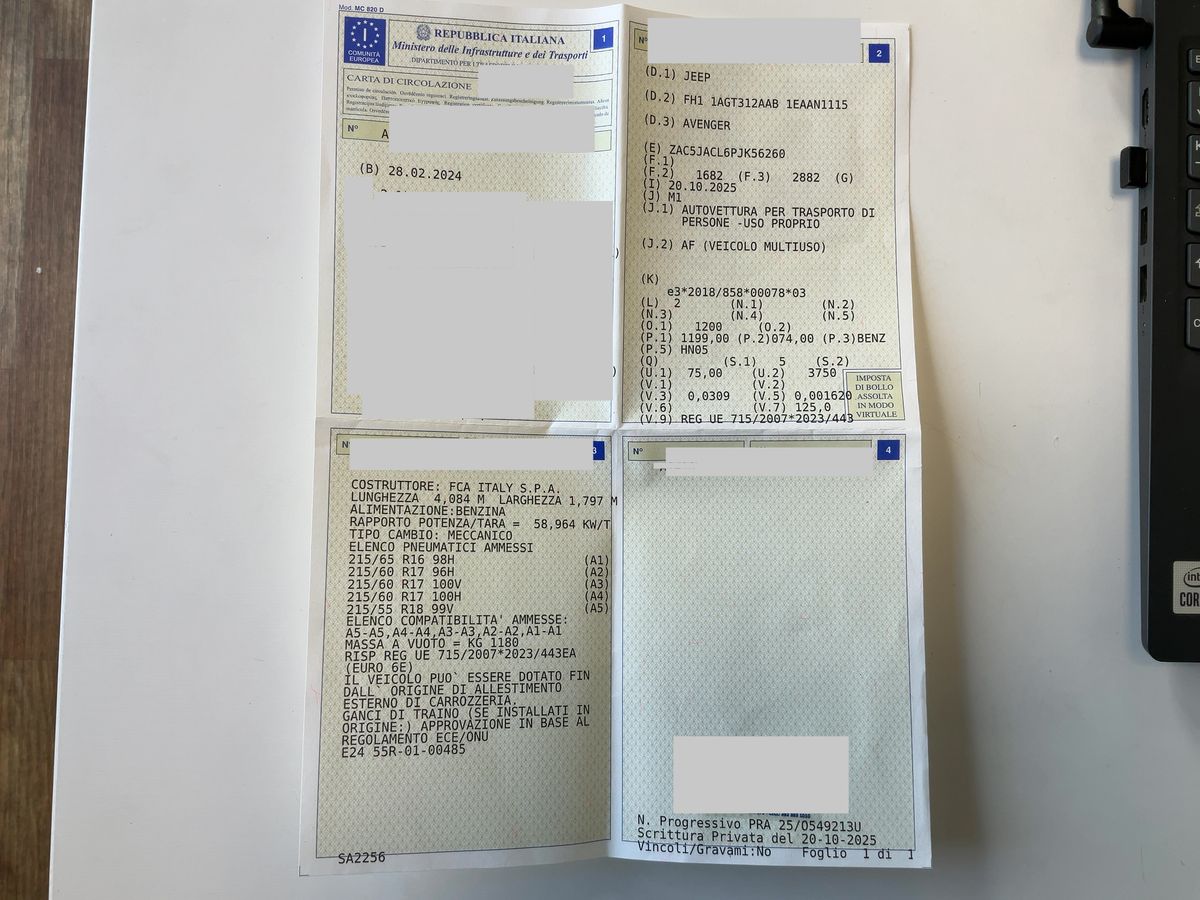 Mod. MC 820 D
COMUNITÀ
EUROPEA
REPUBBLICA ITALIANA
Ministero delle Infrastrutture e dei Trasporti
DIPARTIMENTO PER I
CARTA DI CIRCOLAZIONE
1
N° A
(B) 28.02.2024
N°
2
(D.1) JEEP
(D.2) FH1 1AGT312AAB 1EAAN1115
(D.3) AVENGER
(E) ZAC5JACL6PJK56260
(F.1)
(F.2) 1682 (F.3) 2882 (G)
(I) 20.10.2025
(J) M1
(J.1) AUTOVETTURA PER TRASPORTO DI
PERSONE -USO PROPRIO
(J.2) AF (VEICOLO MULTIUSO)
(K)
e3*2018/858*00078*03
(L) 2 (N.1) (N.2)
(N.3) (N.4) (N.5)
(O.1) 1200 (O.2)
(P.1) 1199,00 (P.2)074,00 (P.3)BENZ
(P.5) HN05
(Q) (S.1) 5 (S.2)
(U.1) 75,00 (U.2) 3750
(V.1) (V.2)
(V.3) 0,0309 (V.5) 0,001620
(V.6) (V.7) 125,0
(V.9) REG UE 715/2007*2023/443
IMPOSTA
DI BOLLO
ASSOLTA
IN MODO
VIRTUALE
3
COSTRUTTORE: FCA ITALY S.P.A.
LUNGHEZZA 4,084 M LARGHEZZA 1,797 M
ALIMENTAZIONE:BENZINA
RAPPORTO POTENZA/TARA = 58,964 KW/T
TIPO CAMBIO: MECCANICO
ELENCO PNEUMATICI AMMESSI
215/65 R16 98H (A1)
215/60 R17 96H (A2)
215/60 R17 100V (A3)
215/60 R17 100H (A4)
215/55 R18 99V (A5)
ELENCO COMPATIBILITA' AMMESSE:
A5-A5,A4-A4,A3-A3,A2-A2,A1-A1
MASSA A VUOTO = KG 1180
RISP REG UE 715/2007*2023/443EA
(EURO 6E)
IL VEICOLO PUO` ESSERE DOTATO FIN
DALL` ORIGINE DI ALLESTIMENTO
ESTERNO DI CARROZZERIA.
GANCI DI TRAINO (SE INSTALLATI IN
ORIGINE:) APPROVAZIONE IN BASE AL
REGOLAMENTO ECE/ONU
E24 55R-01-00485
SA2256
N°
4
N. Progressivo PRA 25/0549213U
Scrittura Privata del 20-10-2025
Vincoli/Gravami:No Foglio 1 di 1